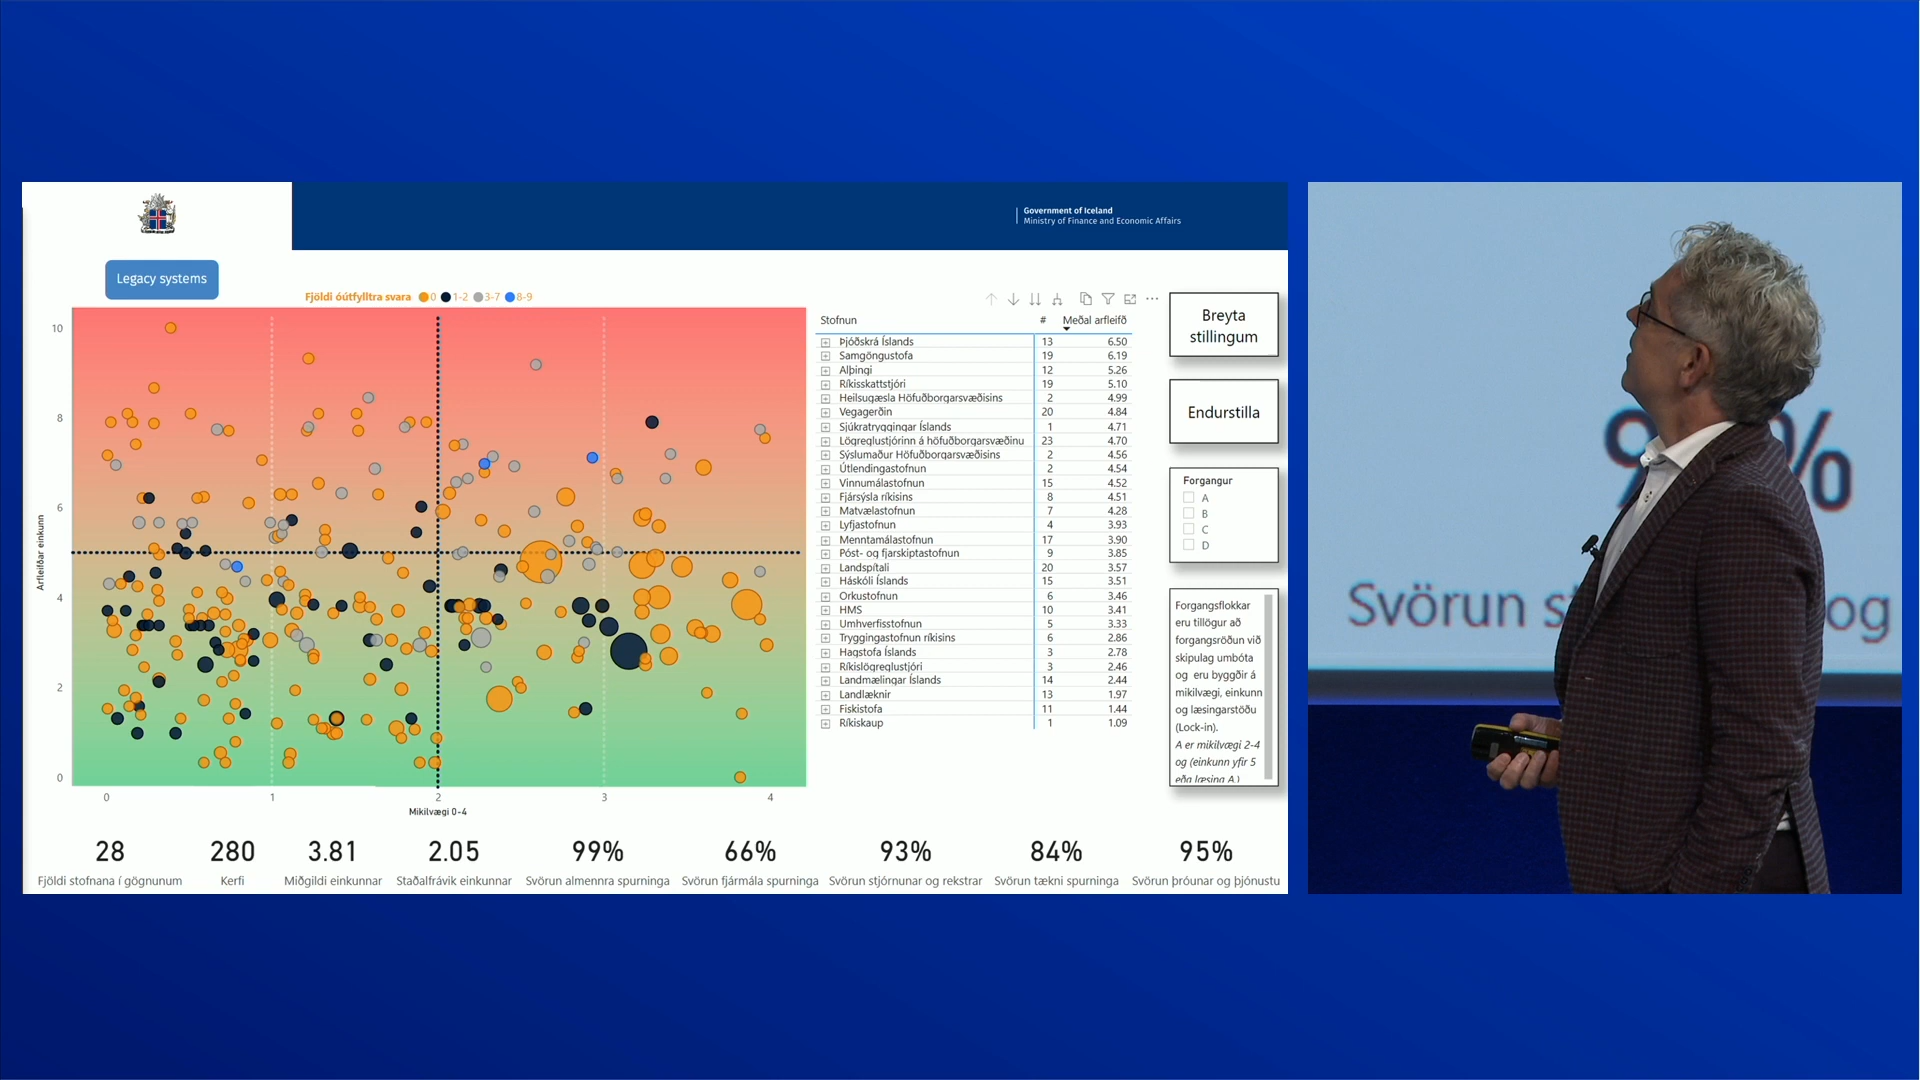 Government of Iceland
Ministry of Finance and Economic Affairs
Legacy systems
Fjöldi óútfylltra svara 0 1-2 3-7 8-9
Arfleifðar einkunn
10
8
6
4
2
0
0 1 2 3 4
Mikilvægi 0-4
Stofnun # Meðal arfleifð
Þjóðskrá Íslands 13 6.50
Samgöngustofa 19 6.19
Alþingi 12 5.26
Ríkisskattstjóri 19 5.10
Heilsugæsla Höfuðborgarsvæðisins 2 4.99
Vegagerðin 20 4.84
Sjúkratryggingar Íslands 1 4.71
Lögreglustjórinn á höfuðborgarsvæðinu 23 4.70
Sýslumaður Höfuðborgarsvæðisins 2 4.56
Útlendingastofnun 2 4.54
Vinnumálastofnun 15 4.52
Fjársýsla ríkisins 8 4.51
Matvælastofnun 7 4.28
Lyfjastofnun 4 3.93
Menntamálastofnun 17 3.90
Póst- og fjarskiptastofnun 9 3.85
Landspítali 20 3.57
Háskóli Íslands 15 3.51
Orkustofnun 6 3.46
HMS 10 3.41
Umhverfisstofnun 5 3.33
Tryggingastofnun ríkisins 6 2.86
Hagstofa Íslands 3 2.78
Ríkislögreglustjóri 3 2.46
Landmælingar Íslands 14 2.44
Landlæknir 13 1.97
Fiskistofa 11 1.44
Ríkiskaup 1 1.09
Breyta
stillingum
Endurstilla
Forgangur
A
B
C
D
Forgangsflokkar
eru tillögur að
forgangsröðun við
skipulag umbóta
og eru byggðir á
mikilvægi, einkunn
og læsingarstöðu
(Lock-in).
A er mikilvægi 2-4
og (einkunn yfir 5
eða læsing A.)
28 280 3.81 2.05 99% 66% 93% 84% 95%
Fjöldi stofnana í gögnunum Kerfi Miðgildi einkunnar Staðalfrávik einkunnar Svörun almennra spurninga Svörun fjármála spurninga Svörun stjórnunar og rekstrar Svörun tækni spurninga Svörun þróunar og þjónustu
%
Svörun og